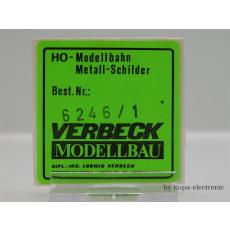 HO-Modellbahn
Metall-Schilder
Best.Nr.:
6246/1
VERBECK
MODELLBAU
DIPL.-ING. LUDWIG VERBECK
by kupa-electronic